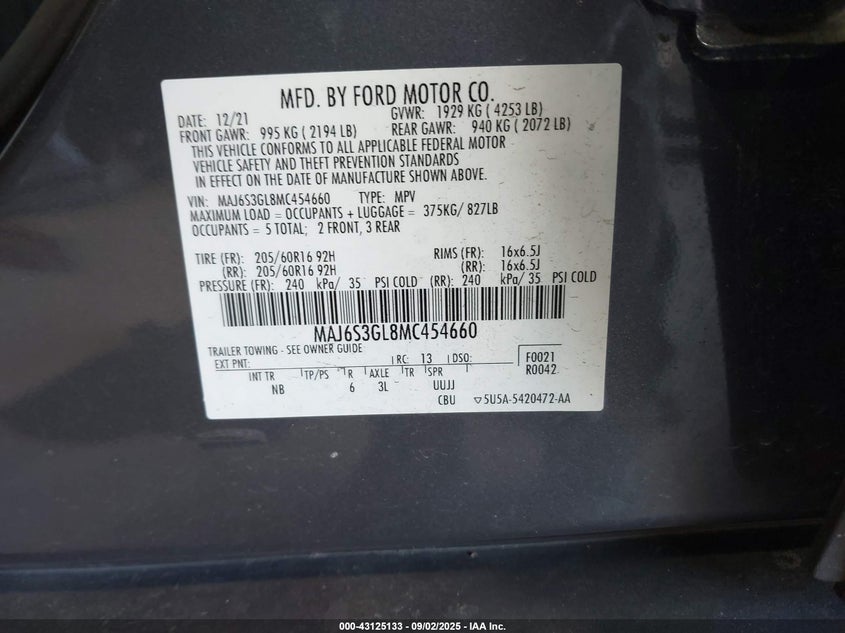 MFD. BY FORD MOTOR CO.
DATE: 12/21 GVWR: 1929 KG ( 4253 LB)
FRONT GAWR: 995 KG ( 2194 LB) REAR GAWR: 940 KG ( 2072 LB)
THIS VEHICLE CONFORMS TO ALL APPLICABLE FEDERAL MOTOR
VEHICLE SAFETY AND THEFT PREVENTION STANDARDS
IN EFFECT ON THE DATE OF MANUFACTURE SHOWN ABOVE.
VIN: MAJ6S3GL8MC454660 TYPE: MPV
MAXIMUM LOAD = OCCUPANTS + LUGGAGE = 375KG/ 827LB
OCCUPANTS = 5 TOTAL; 2 FRONT, 3 REAR
TIRE (FR): 205/60R16 92H RIMS (FR): 16x6.5J
(RR): 205/60R16 92H (RR): 16x6.5J
PRESSURE (FR): 240 kPa/ 35 PSI COLD (RR): 240 kPa/ 35 PSI COLD
MAJ6S3GL8MC454660
TRAILER TOWING - SEE OWNER GUIDE
EXT PNT: RC: 13 DSO: F0021
INT TR TP/PS R AXLE TR SPR R0042
NB 6 3L UUJJ
CBU ▽5U5A-5420472-AA
000-43125133 - 09/02/2025 - IAA Inc.